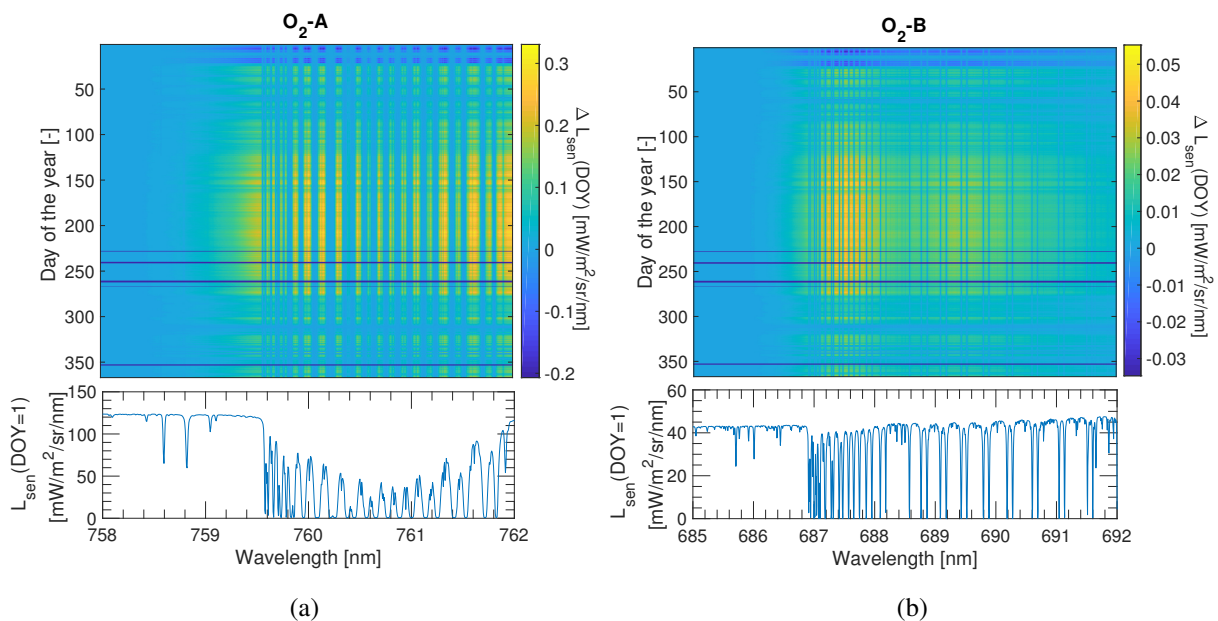 O₂-A
50
100
150
200
250
300
350
Day of the year [-]
0.3
0.2
0.1
0
-0.1
-0.2
Δ L_sen(DOY) [mW/m²/sr/nm]
150
100
50
0
L_sen(DOY=1)
[mW/m²/sr/nm]
758 759 760 761 762
Wavelength [nm]
(a)
O₂-B
50
100
150
200
250
300
350
Day of the year [-]
0.05
0.04
0.03
0.02
0.01
0
-0.01
-0.02
-0.03
Δ L_sen(DOY) [mW/m²/sr/nm]
60
40
20
0
L_sen(DOY=1)
[mW/m²/sr/nm]
685 686 687 688 689 690 691 692
Wavelength [nm]
(b)